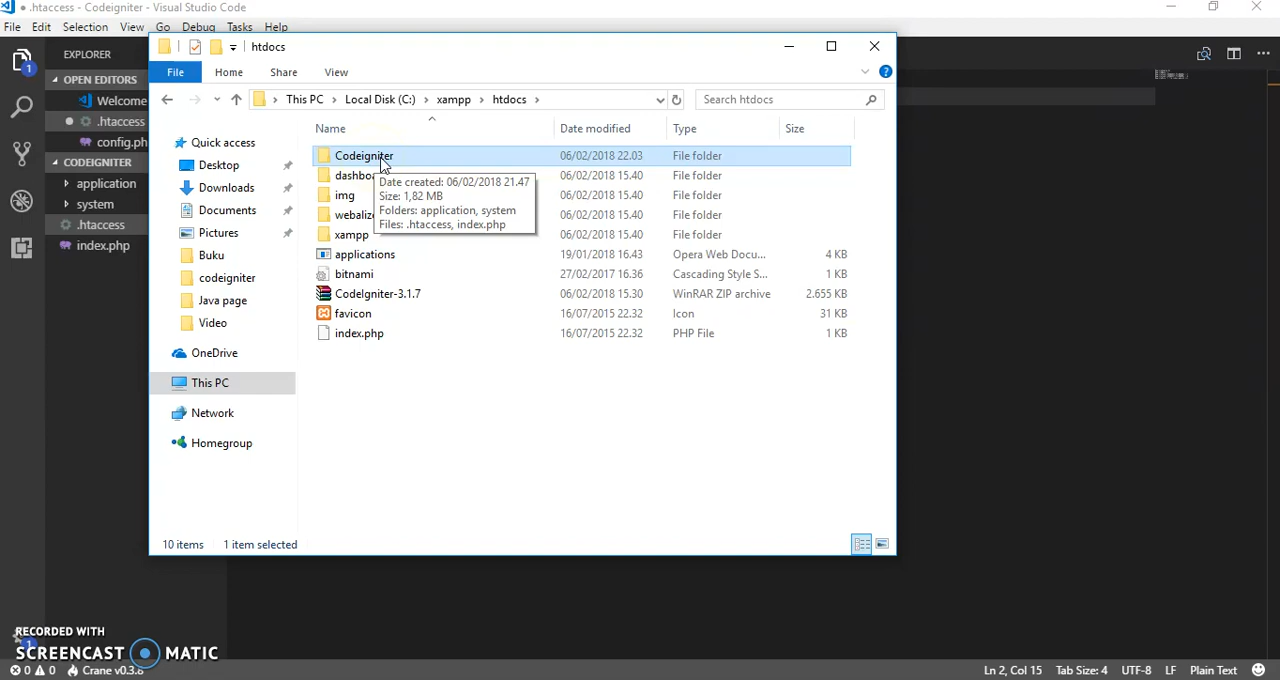 ● .htaccess - Codeigniter - Visual Studio Code
File Edit Selection View Go Debug Tasks Help
htdocs
File Home Share View
This PC Local Disk (C:) xampp htdocs
Search htdocs
Name Date modified Type Size
Codeigniter 06/02/2018 22.03 File folder
dashbo 06/02/2018 15.40 File folder
img 06/02/2018 15.40 File folder
webalize 06/02/2018 15.40 File folder
xampp 06/02/2018 15.40 File folder
applications 19/01/2018 16.43 Opera Web Docu... 4 KB
bitnami 27/02/2017 16.36 Cascading Style S... 1 KB
CodeIgniter-3.1.7 06/02/2018 15.30 WinRAR ZIP archive 2.655 KB
favicon 16/07/2015 22.32 Icon 31 KB
index.php 16/07/2015 22.32 PHP File 1 KB
Date created: 06/02/2018 21.47
Size: 1,82 MB
Folders: application, system
Files: .htaccess, index.php
Quick access
Desktop
Downloads
Documents
Pictures
Buku
codeigniter
Java page
Video
OneDrive
This PC
Network
Homegroup
10 items 1 item selected
EXPLORER
OPEN EDITORS
Welcome
.htaccess
config.ph
CODEIGNITER
application
system
.htaccess
index.php
1
RECORDED WITH
SCREENCAST MATIC
1
0 0 Crane v0.3.8
Ln 2, Col 15 Tab Size: 4 UTF-8 LF Plain Text